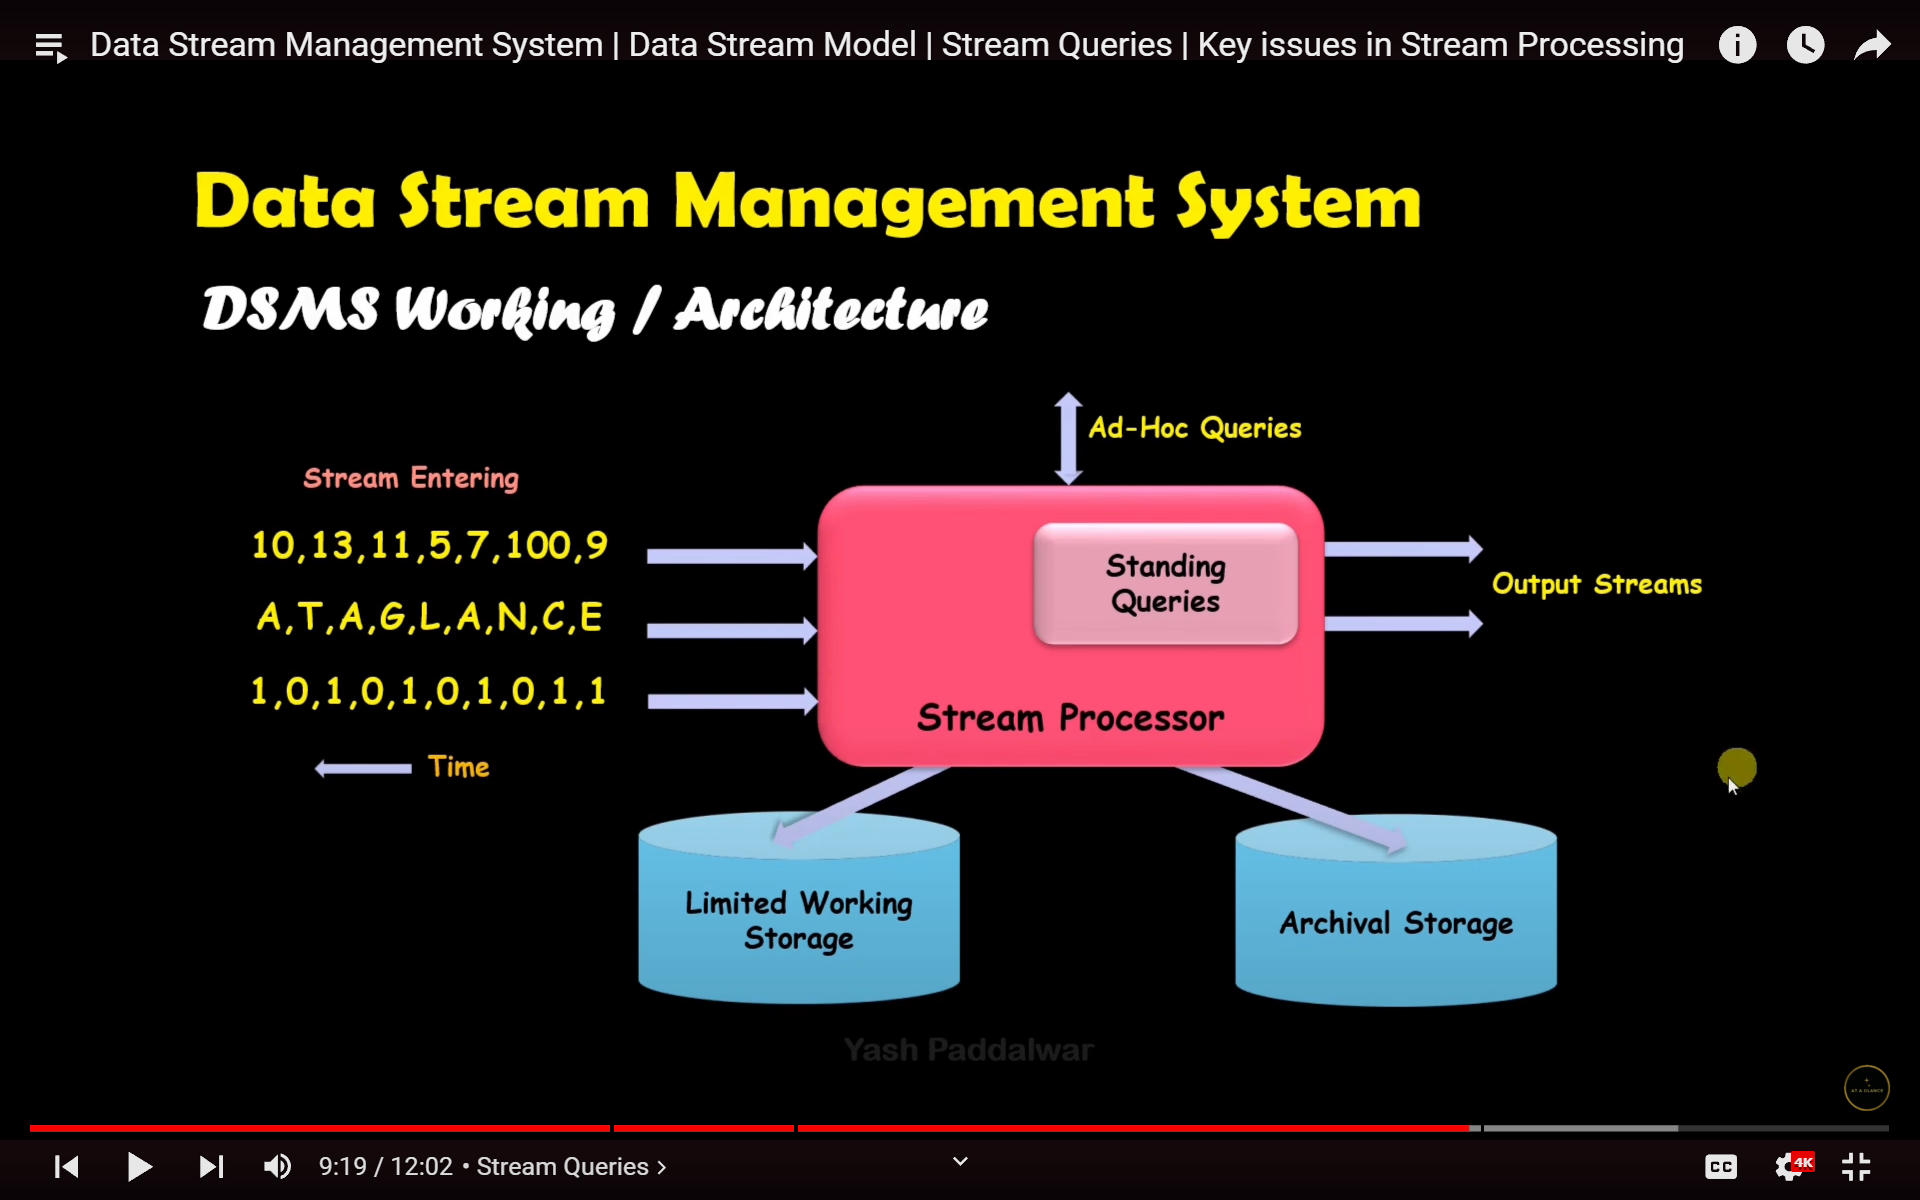 Data Stream Management System | Data Stream Model | Stream Queries | Key issues in Stream Processing
Data Stream Management System
DSMS Working / Architecture
Ad-Hoc Queries
Stream Entering
10,13,11,5,7,100,9
A,T,A,G,L,A,N,C,E
1,0,1,0,1,0,1,0,1,1
Time
Standing
Queries
Stream Processor
Output Streams
Limited Working
Storage
Archival Storage
Yash Paddalwar
AT A GLANCE
9:19 / 12:02 • Stream Queries
CC
4K